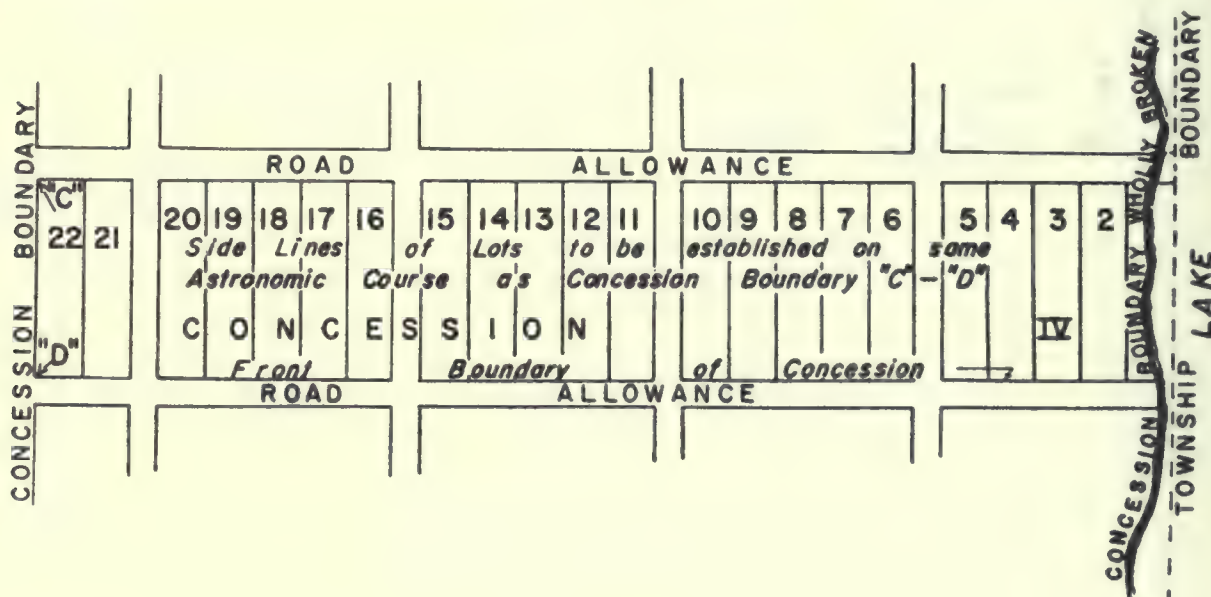 CONCESSION BOUNDARY
ROAD ALLOWANCE
"C"
22 21 20 19 18 17 16 15 14 13 12 11 10 9 8 7 6 5 4 3 2
Side Lines of Lots to be established on same
Astronomic Course as Concession Boundary "C"-"D"
CONCESSION IV
"D"
Front Boundary of Concession
ROAD ALLOWANCE
CONCESSION BOUNDARY WHOLLY BROKEN
TOWNSHIP BOUNDARY
LAKE